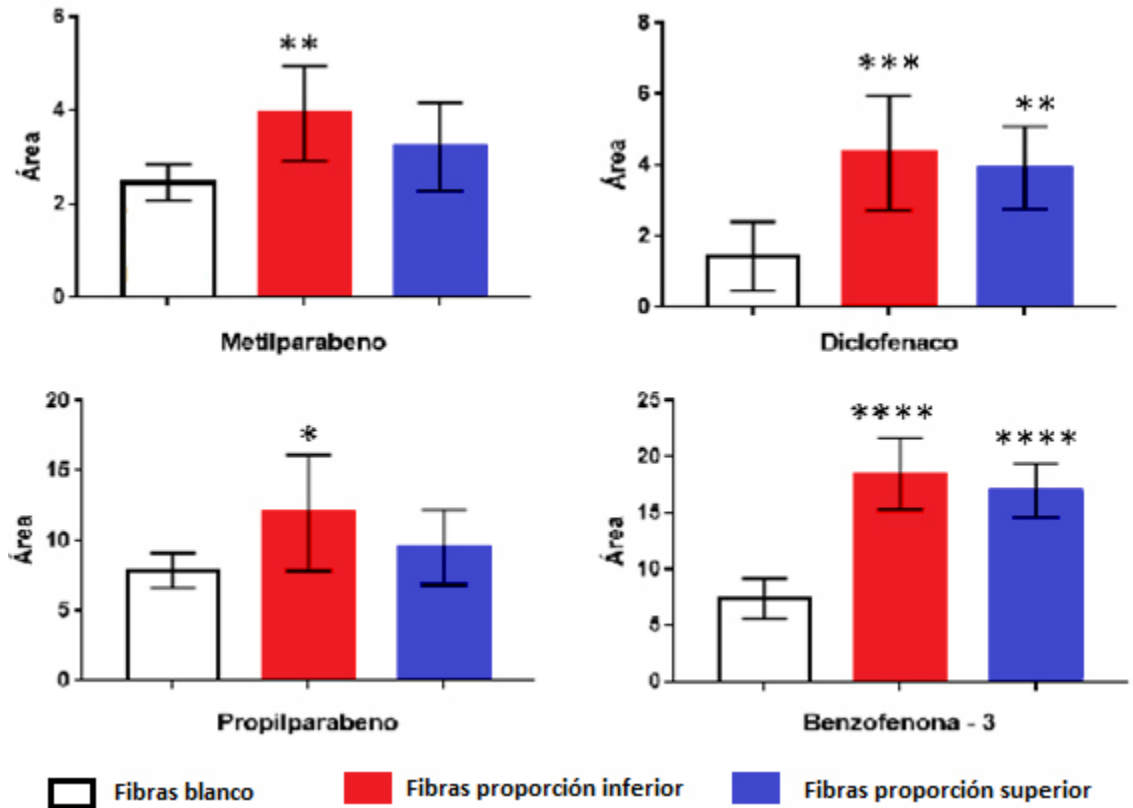 6
4
2
0
Área
**
Metilparabeno
8
6
4
2
0
Área
***
**
Diclofenaco
20
15
10
5
0
Área
*
Propilparabeno
25
20
15
10
5
0
Área
****
****
Benzofenona - 3
Fibras blanco
Fibras proporción inferior
Fibras proporción superior